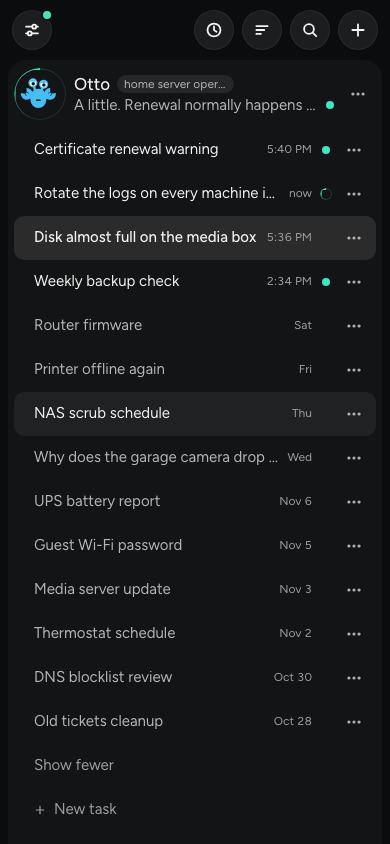 Otto home server oper...
A little. Renewal normally happens ...
Certificate renewal warning 5:40 PM
Rotate the logs on every machine i... now
Disk almost full on the media box 5:36 PM
Weekly backup check 2:34 PM
Router firmware Sat
Printer offline again Fri
NAS scrub schedule Thu
Why does the garage camera drop ... Wed
UPS battery report Nov 6
Guest Wi-Fi password Nov 5
Media server update Nov 3
Thermostat schedule Nov 2
DNS blocklist review Oct 30
Old tickets cleanup Oct 28
Show fewer
+ New task